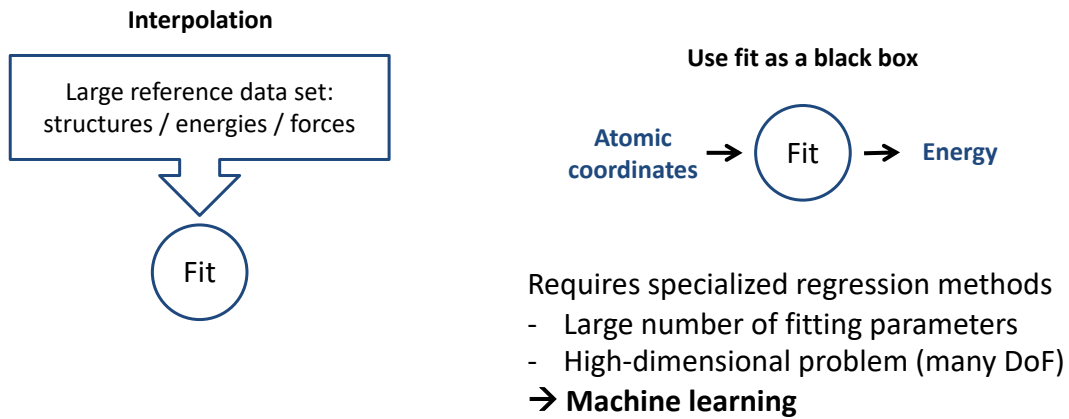 Interpolation
Large reference data set:
structures / energies / forces
Fit
Use fit as a black box
Atomic
coordinates
→
Fit
→
Energy
Requires specialized regression methods
- Large number of fitting parameters
- High-dimensional problem (many DoF)
→ Machine learning